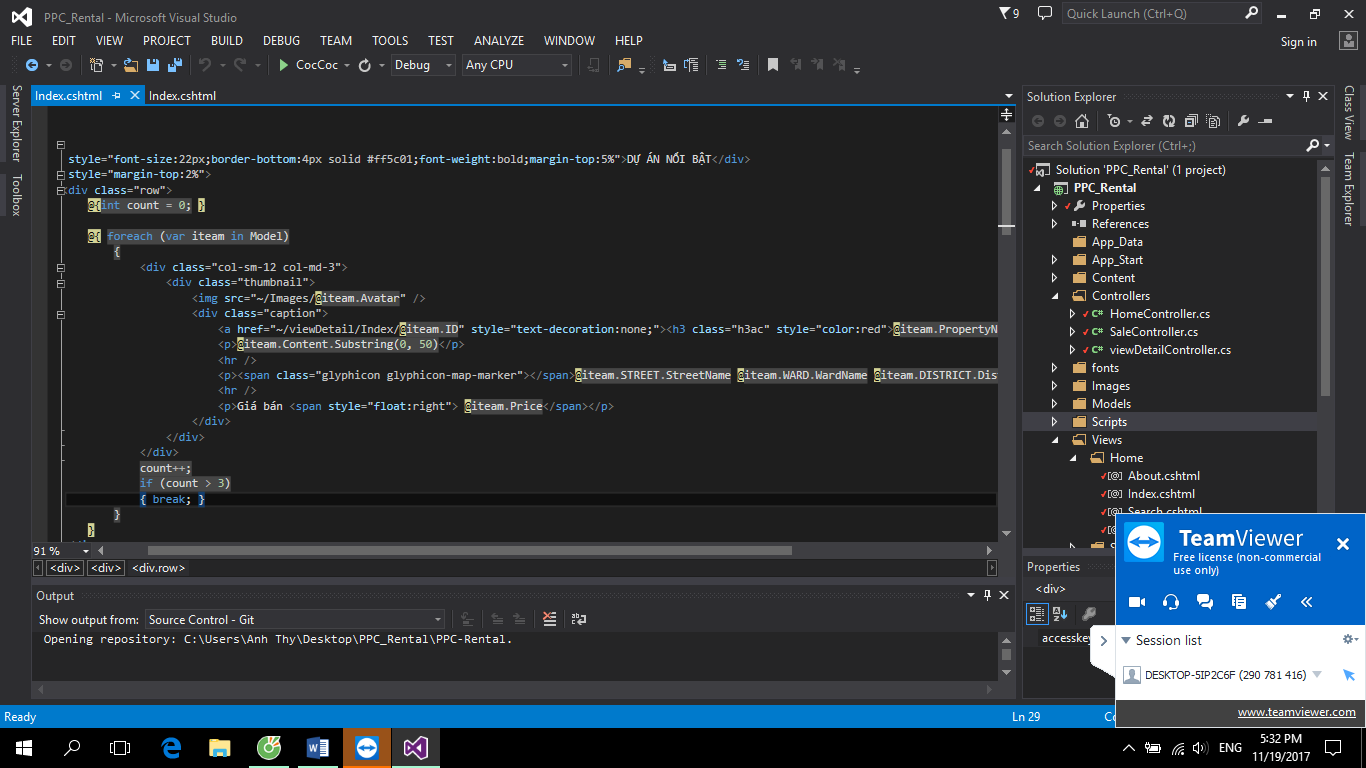 PPC_Rental - Microsoft Visual Studio
9
Quick Launch (Ctrl+Q)
FILE EDIT VIEW PROJECT BUILD DEBUG TEAM TOOLS TEST ANALYZE WINDOW HELP
Sign in
CocCoc Debug Any CPU
Server Explorer
Toolbox
Index.cshtml Index.cshtml
style="font-size:22px;border-bottom:4px solid #ff5c01;font-weight:bold;margin-top:5%">DỰ ÁN NỔI BẬT</div>
style="margin-top:2%">
div class="row">
@{int count = 0; }
@{ foreach (var iteam in Model)
{
<div class="col-sm-12 col-md-3">
<div class="thumbnail">
<img src="~/Images/@iteam.Avatar" />
<div class="caption">
<a href="~/viewDetail/Index/@iteam.ID" style="text-decoration:none;"><h3 class="h3ac" style="color:red">@iteam.PropertyN
<p>@iteam.Content.Substring(0, 50)</p>
<hr />
<p><span class="glyphicon glyphicon-map-marker"></span>@iteam.STREET.StreetName @iteam.WARD.WardName @iteam.DISTRICT.Dis
<hr />
<p>Giá bán <span style="float:right"> @iteam.Price</span></p>
</div>
</div>
</div>
count++;
if (count > 3)
{ break; }
}
}
91 %
<div> <div> <div.row>
Output
Show output from: Source Control - Git
Opening repository: C:\Users\Anh Thy\Desktop\PPC_Rental\PPC-Rental.
Solution Explorer
Search Solution Explorer (Ctrl+;)
Solution 'PPC_Rental' (1 project)
PPC_Rental
Properties
References
App_Data
App_Start
Content
Controllers
C# HomeController.cs
C# SaleController.cs
C# viewDetailController.cs
fonts
Images
Models
Scripts
Views
Home
[@] About.cshtml
[@] Index.cshtml
[@] Search.cshtml
Class View
Team Explorer
Properties
<div>
accesskey
TeamViewer
Free license (non-commercial
use only)
Session list
DESKTOP-5IP2C6F (290 781 416)
www.teamviewer.com
Ready
Ln 29
ENG
5:32 PM
11/19/2017